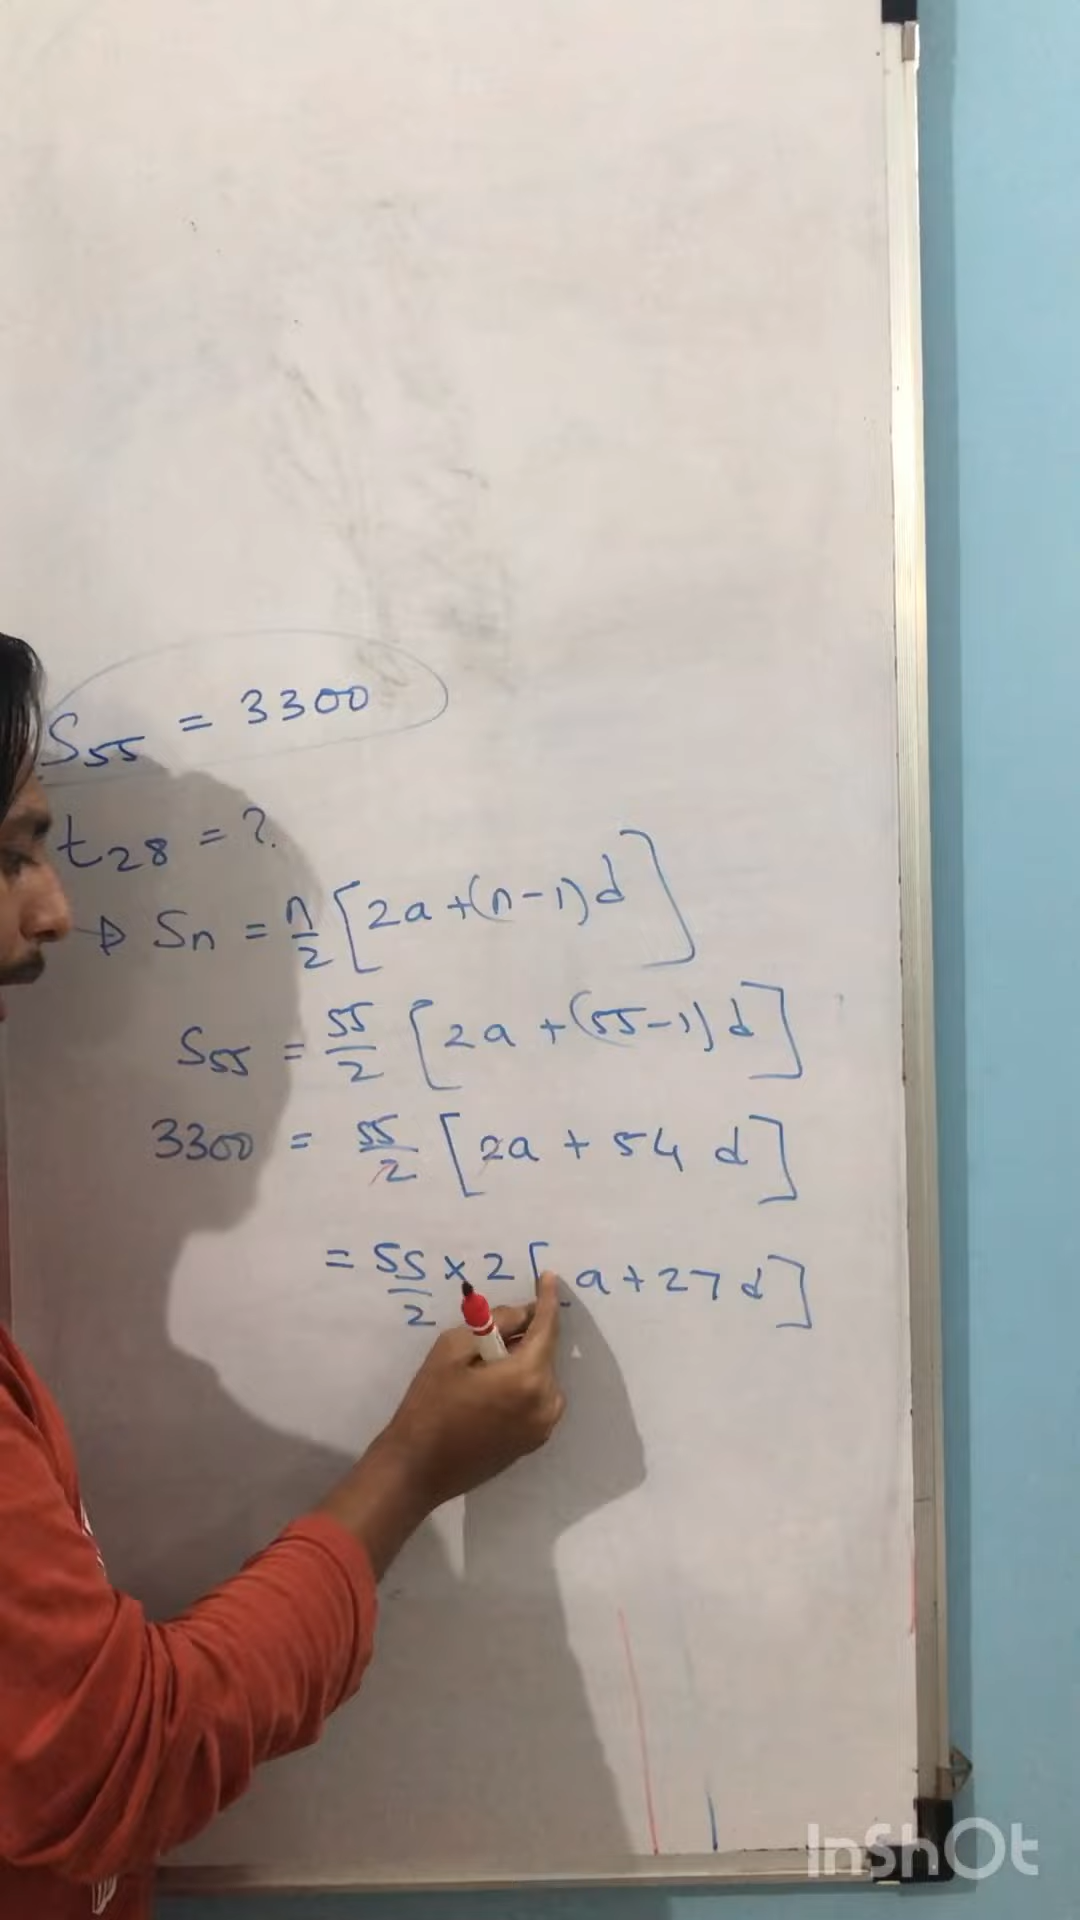 S₅₅ = 3300
t₂₈ = ?
Sn = n/2 [2a + (n-1) d]
S₅₅ = 55/2 [2a + (55-1) d]
3300 = 55/2 [2a + 54 d]
= 55/2 × 2 [a + 27 d]
InShOt